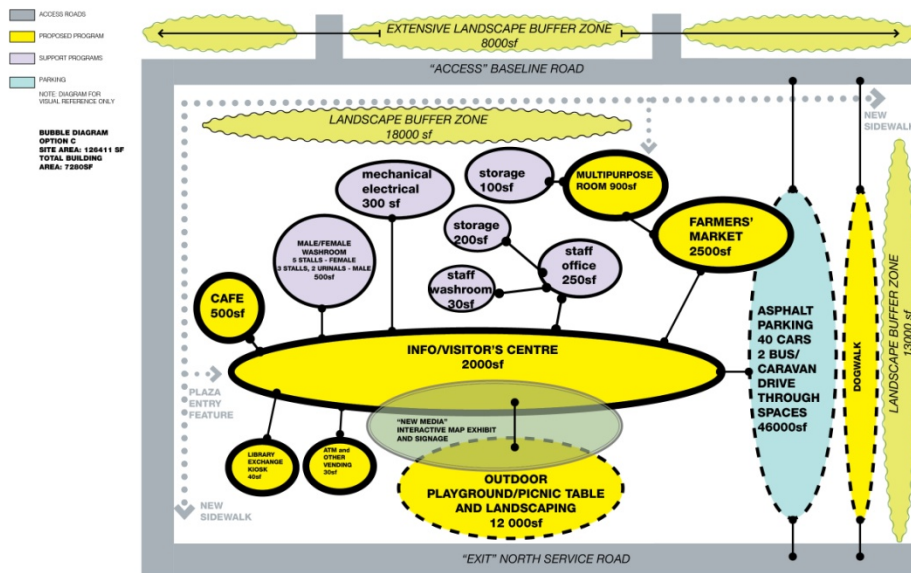 ACCESS ROADS
PROPOSED PROGRAM
SUPPORT PROGRAMS
PARKING
NOTE: DIAGRAM FOR
VISUAL REFERENCE ONLY
BUBBLE DIAGRAM
OPTION C
SITE AREA: 126411 SF
TOTAL BUILDING
AREA: 7280SF
EXTENSIVE LANDSCAPE BUFFER ZONE
8000sf
"ACCESS" BASELINE ROAD
NEW
SIDEWALK
LANDSCAPE BUFFER ZONE
18000 sf
mechanical
electrical
300 sf
storage
100sf
MULTIPURPOSE
ROOM 900sf
FARMERS'
MARKET
2500sf
MALE/FEMALE
WASHROOM
5 STALLS - FEMALE
3 STALLS, 2 URINALS - MALE
500sf
storage
200sf
staff
office
250sf
staff
washroom
30sf
CAFE
500sf
INFO/VISITOR'S CENTRE
2000sf
PLAZA
ENTRY
FEATURE
"NEW MEDIA"
INTERACTIVE MAP EXHIBIT
AND SIGNAGE
LIBRARY
EXCHANGE
KIOSK
40sf
ATM and
OTHER
VENDING
30sf
OUTDOOR
PLAYGROUND/PICNIC TABLE
AND LANDSCAPING
12 000sf
ASPHALT
PARKING
40 CARS
2 BUS/
CARAVAN
DRIVE
THROUGH
SPACES
46000sf
DOGWALK
LANDSCAPE BUFFER ZONE
13000 sf
NEW
SIDEWALK
"EXIT" NORTH SERVICE ROAD